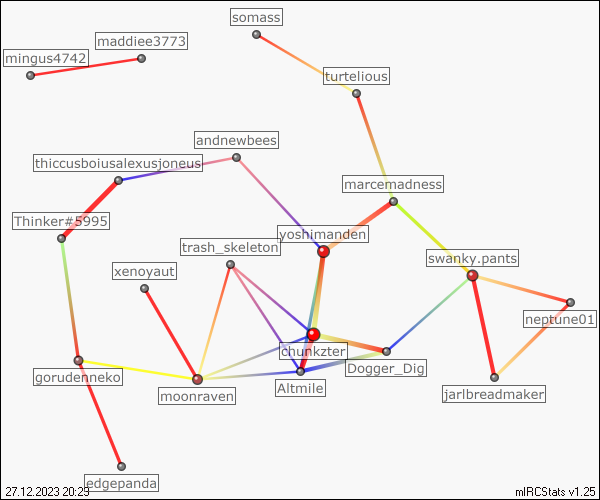 somass
maddiee3773
mingus4742
turtelious
andnewbees
thiccusboiusalexusjoneus
marcemadness
Thinker#5995
yoshimanden
trash_skeleton
swanky.pants
xenoyaut
neptune01
chunkzter
Dogger_Dig
gorudenneko
Altmile
moonraven
jarlbreadmaker
edgepanda
27.12.2023 20:29
mIRCStats v1.25